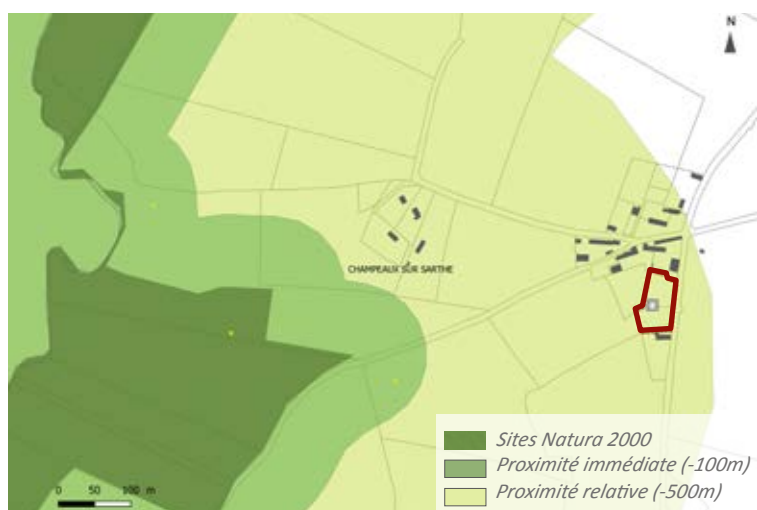 N
CHAMPEAUX SUR SARTHE
Sites Natura 2000
Proximité immédiate (-100m)
Proximité relative (-500m)
0 50 100 m